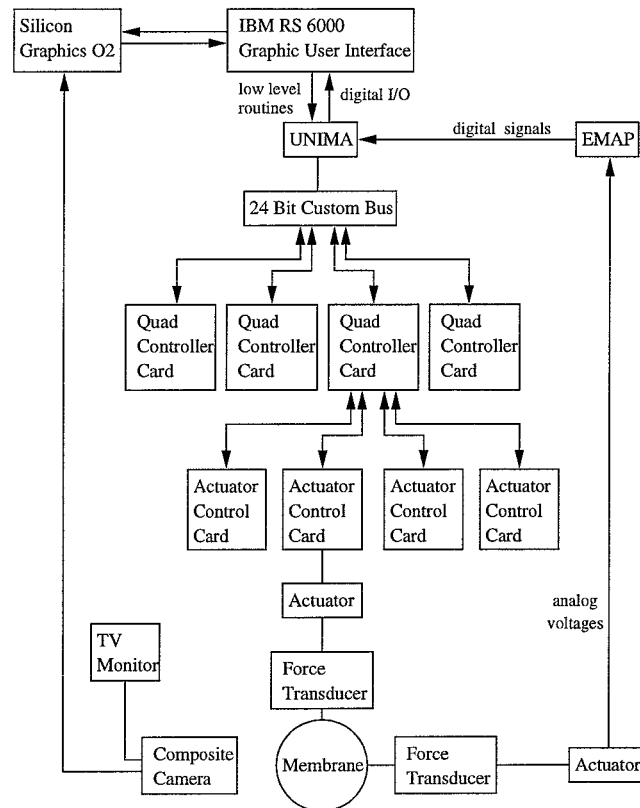 Silicon
Graphics O2
IBM RS 6000
Graphic User Interface
low level
routines
digital I/O
UNIMA
digital signals
EMAP
24 Bit Custom Bus
Quad
Controller
Card
Quad
Controller
Card
Quad
Controller
Card
Quad
Controller
Card
Actuator
Control
Card
Actuator
Control
Card
Actuator
Control
Card
Actuator
Control
Card
Actuator
analog
voltages
TV
Monitor
Force
Transducer
Composite
Camera
Membrane
Force
Transducer
Actuator